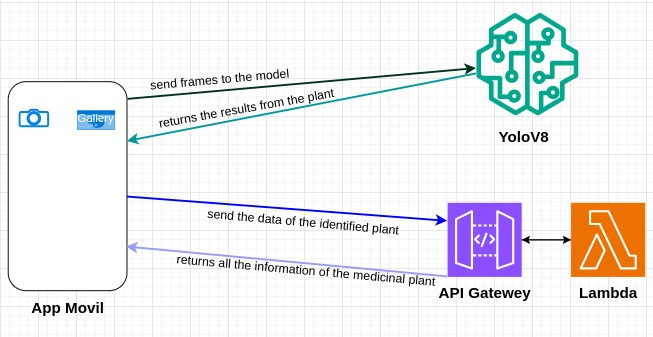 send frames to the model
returns the results from the plant
Gallery
YoloV8
send the data of the identified plant
</>
returns all the information of the medicinal plant
API Gatewey
Lambda
App Movil